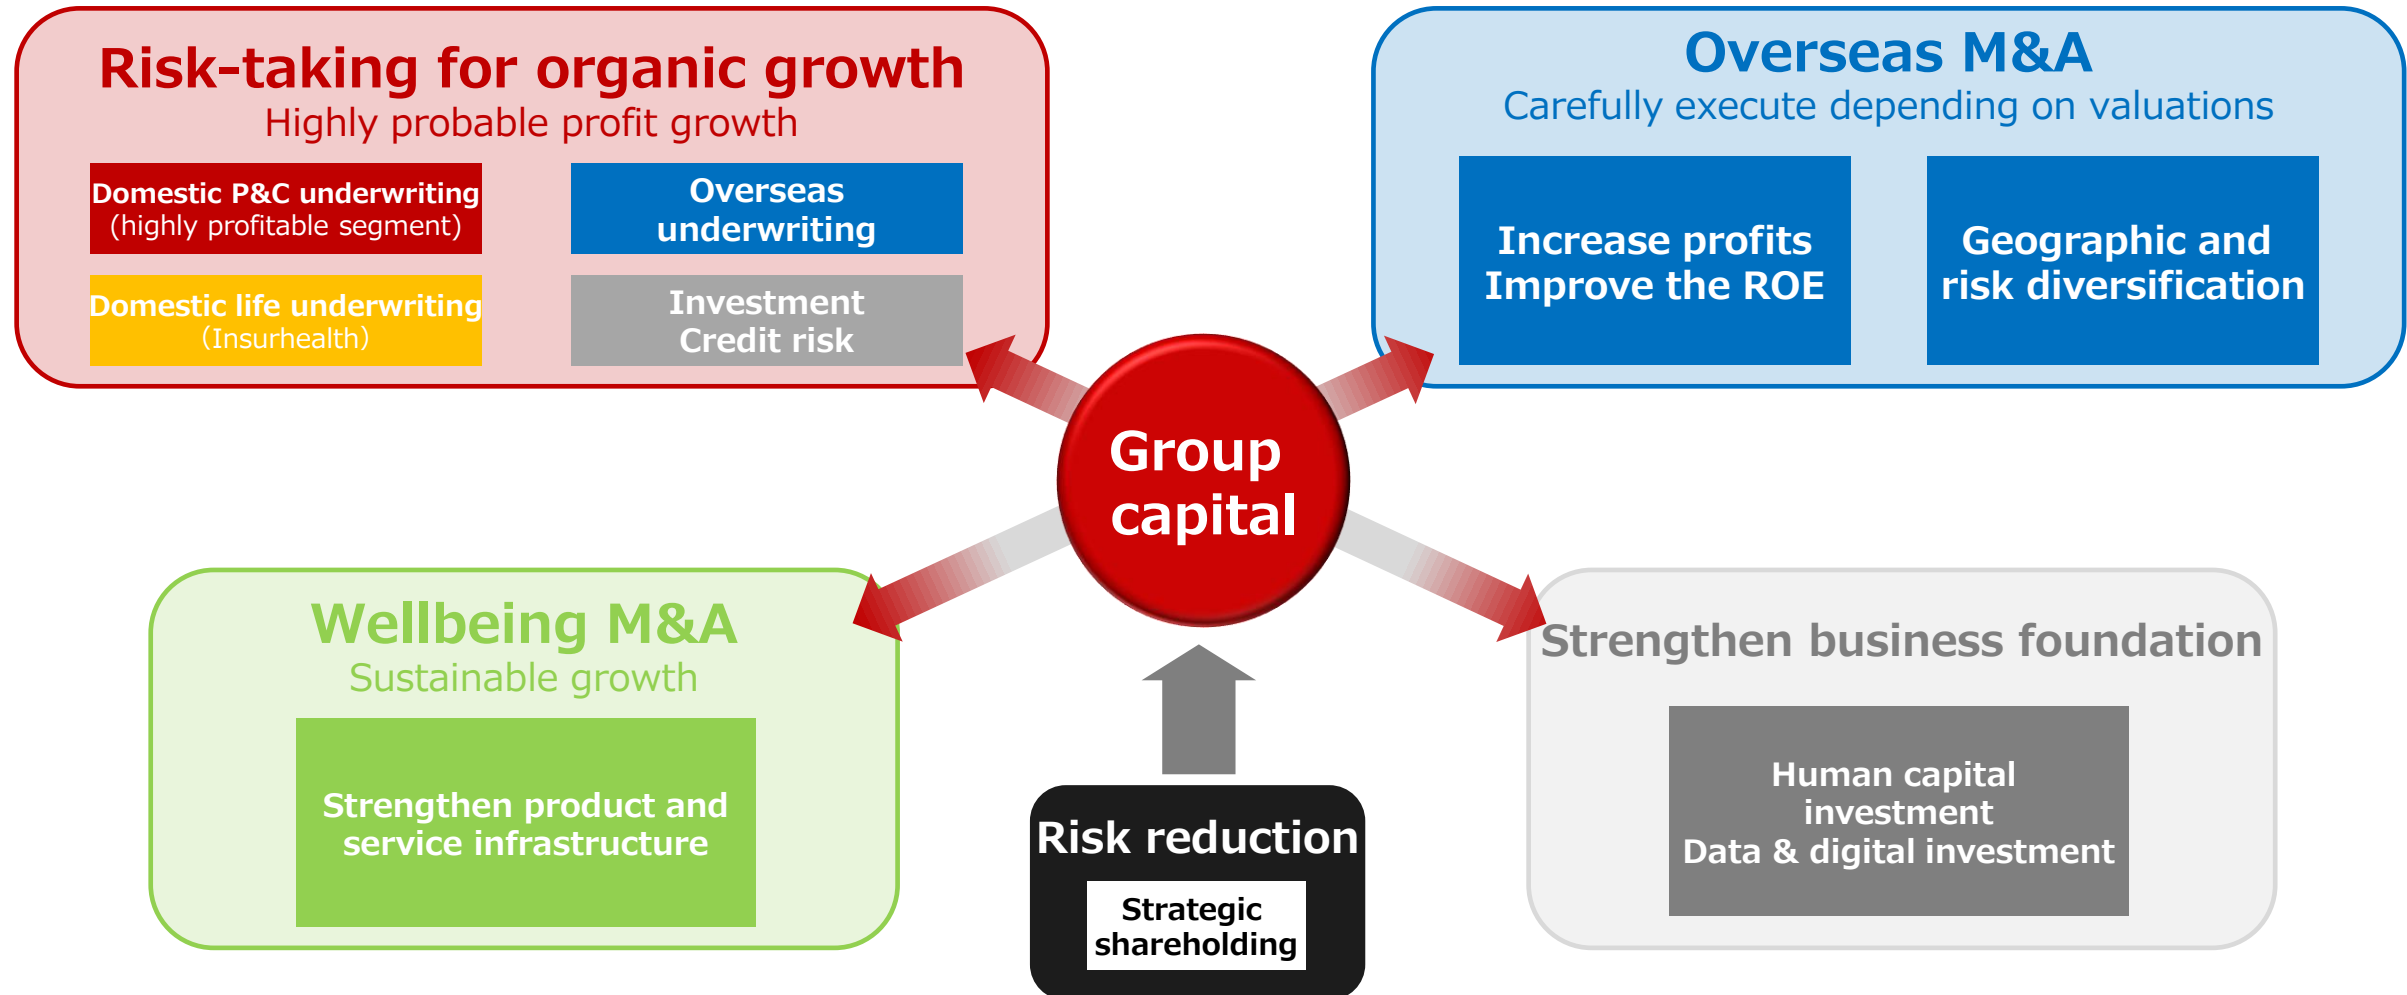 Risk-taking for organic growth
Highly probable profit growth
Domestic P&C underwriting
(highly profitable segment)
Overseas
underwriting
Domestic life underwriting
（Insurhealth）
Investment
Credit risk
Overseas M&A
Carefully execute depending on valuations
Increase profits
Improve the ROE
Geographic and
risk diversification
Group
capital
Wellbeing M&A
Sustainable growth
Strengthen product and
service infrastructure
Risk reduction
Strategic
shareholding
Strengthen business foundation
Human capital
investment
Data & digital investment